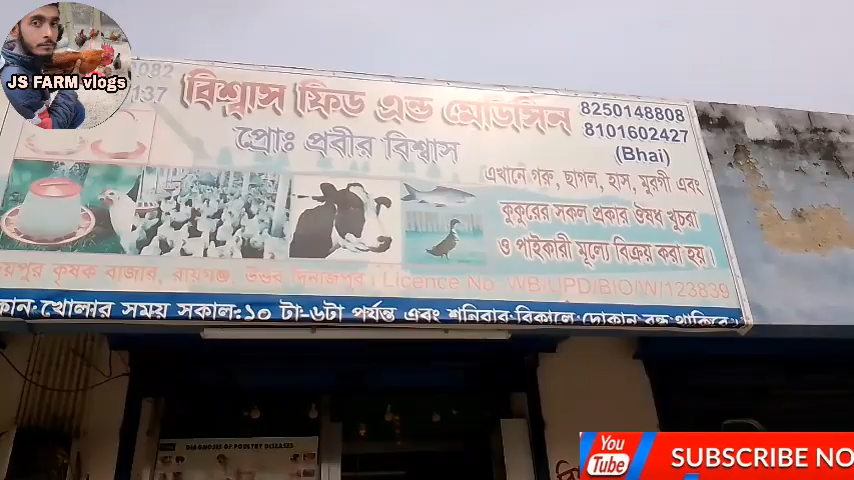 JS FARM vlogs
বিশ্বাস ফিড এন্ড মেডিসিন
প্রোঃ প্রবীর বিশ্বাস
8250148808
8101602427
(Bhai)
এখানে গরু, ছাগল, হাস, মুরগী এবং
কুকুরের সকল প্রকার ঔষধ খুচরা
ও পাইকারী মূল্যে বিক্রয় করা হয়।
কৃষক বাজার, রায়গঞ্জ, উত্তর দিনাজপুর। Licence No. WB/UPD/BIO/W/123839
খোলার সময় সকাল:১০ টা-৬টা পর্যন্ত এবং শনিবার-বিকালে দোকান বন্ধ থাকিবে
DIAGNOSIS OF POULTRY DISEASES
You Tube
SUBSCRIBE NO